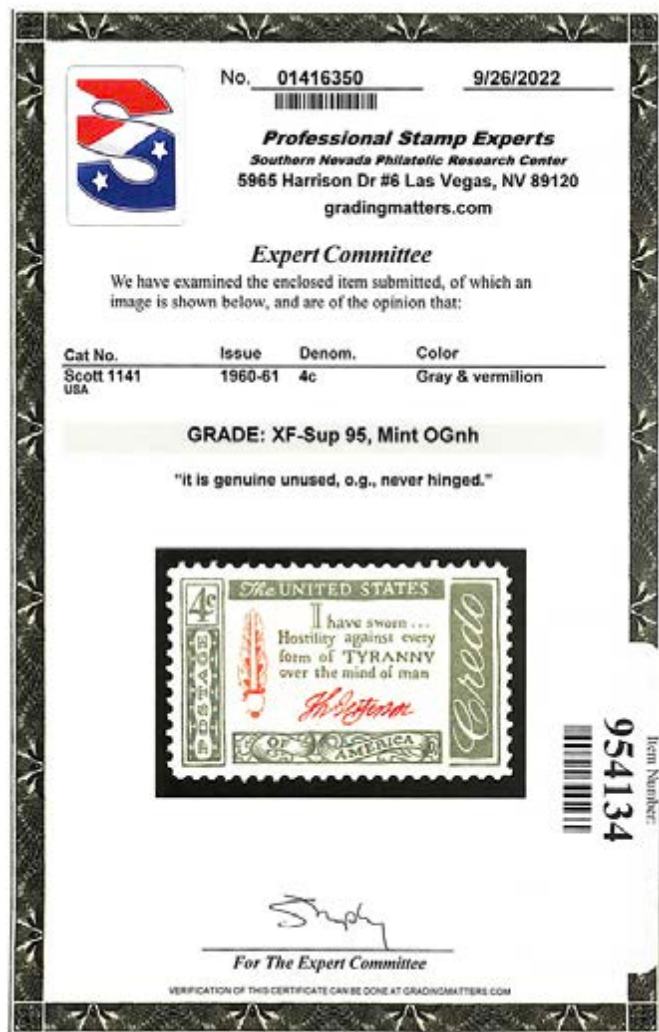 No. 01416350 9/26/2022
Professional Stamp Experts
Southern Nevada Philatelic Research Center
5965 Harrison Dr #6 Las Vegas, NV 89120
gradingmatters.com
Expert Committee
We have examined the enclosed item submitted, of which an
image is shown below, and are of the opinion that:
Cat No. Issue Denom. Color
Scott 1141 1960-61 4c Gray & vermilion
USA
GRADE: XF-Sup 95, Mint OGnh
"it is genuine unused, o.g., never hinged."
4c
POSTAGE
The UNITED STATES
I have sworn ...
Hostility against every
form of TYRANNY
over the mind of man
Th Jefferson
OF AMERICA
Credo
Item Number:
954134
For The Expert Committee
VERIFICATION OF THIS CERTIFICATE CAN BE DONE AT GRADINGMATTERS.COM